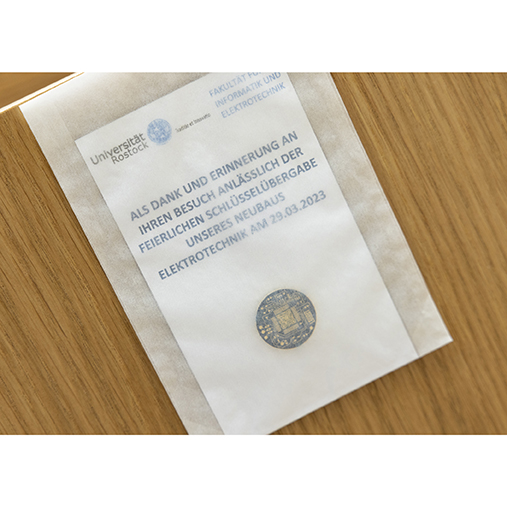 Universität
Rostock
Traditio et Innovatio
FAKULTÄT FÜR
INFORMATIK UND
ELEKTROTECHNIK
ALS DANK UND ERINNERUNG AN
IHREN BESUCH ANLÄSSLICH DER
FEIERLICHEN SCHLÜSSELÜBERGABE
UNSERES NEUBAUS
ELEKTROTECHNIK AM 29.03.2023